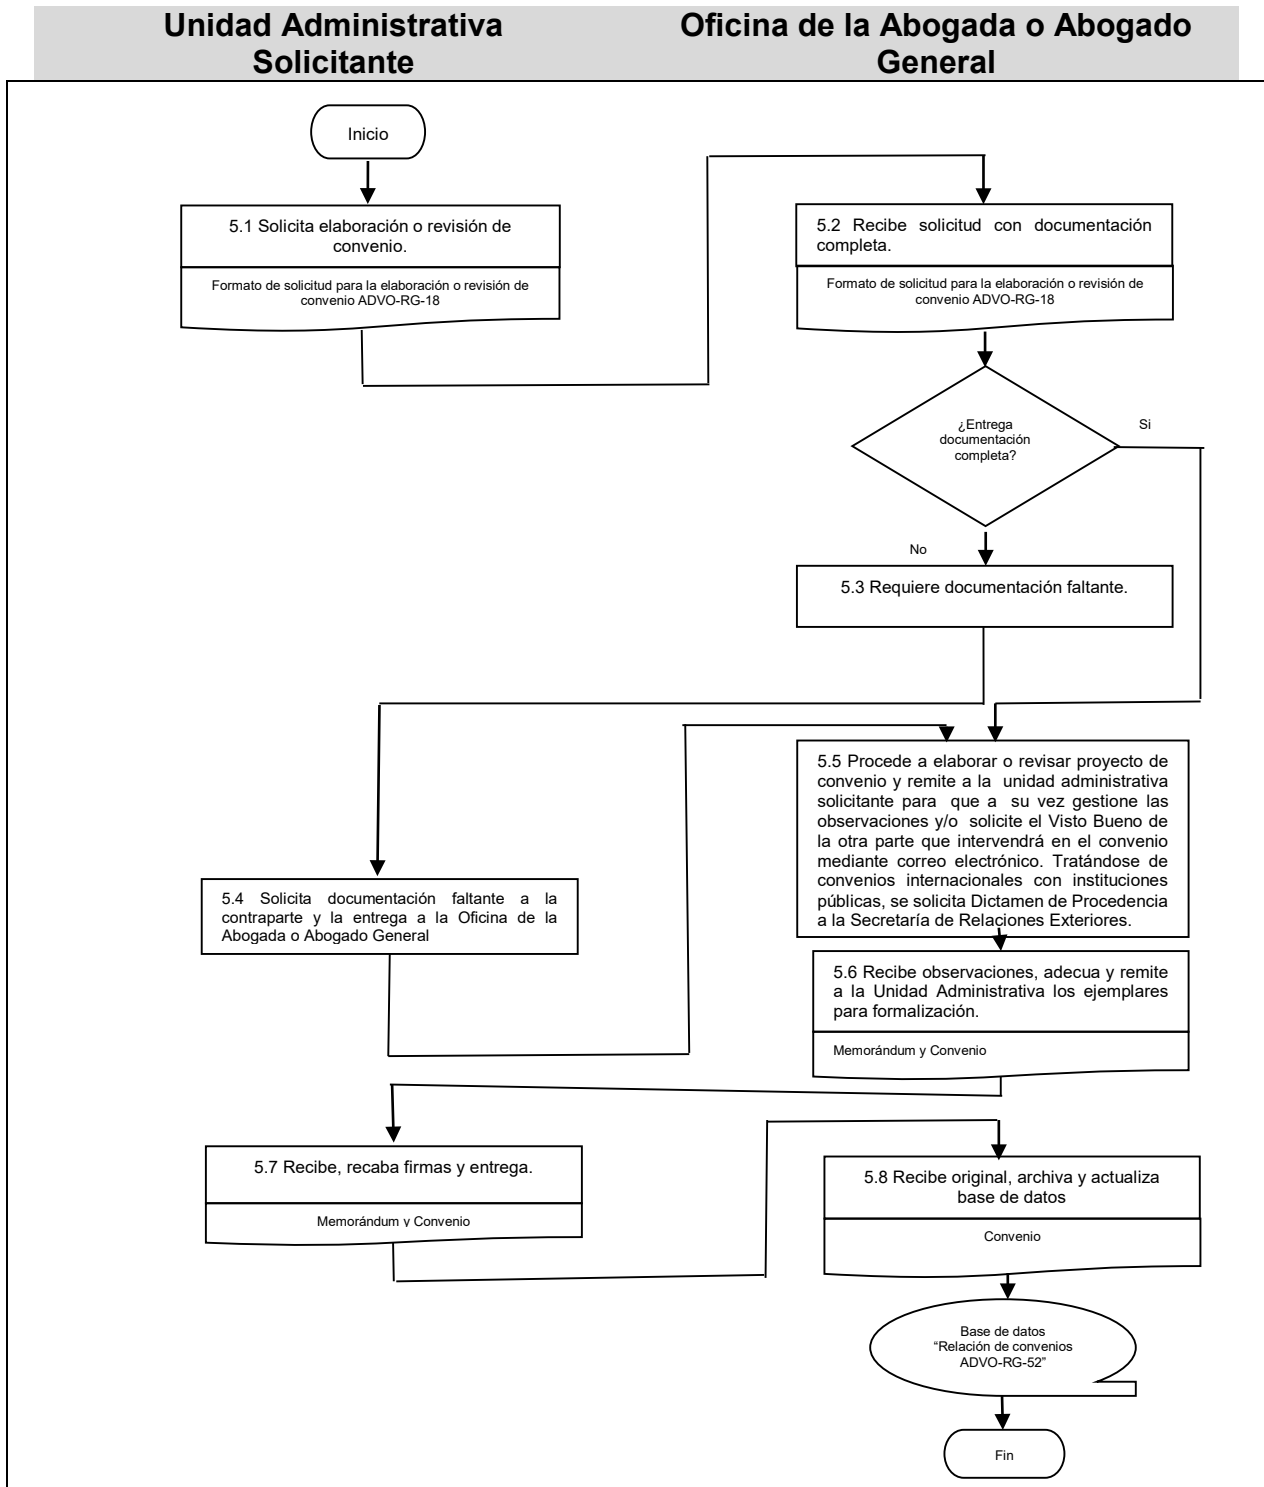 Unidad Administrativa
Solicitante
Oficina de la Abogada o Abogado
General
Inicio
5.1 Solicita elaboración o revisión de
convenio.
Formato de solicitud para la elaboración o revisión de
convenio ADVO-RG-18
5.2 Recibe solicitud con documentación
completa.
Formato de solicitud para la elaboración o revisión de
convenio ADVO-RG-18
¿Entrega
documentación
completa?
Si
No
5.3 Requiere documentación faltante.
5.5 Procede a elaborar o revisar proyecto de
convenio y remite a la unidad administrativa
solicitante para que a su vez gestione las
observaciones y/o solicite el Visto Bueno de
la otra parte que intervendrá en el convenio
mediante correo electrónico. Tratándose de
convenios internacionales con instituciones
públicas, se solicita Dictamen de Procedencia
a la Secretaría de Relaciones Exteriores.
5.4 Solicita documentación faltante a la
contraparte y la entrega a la Oficina de la
Abogada o Abogado General
5.6 Recibe observaciones, adecua y remite
a la Unidad Administrativa los ejemplares
para formalización.
Memorándum y Convenio
5.7 Recibe, recaba firmas y entrega.
Memorándum y Convenio
5.8 Recibe original, archiva y actualiza
base de datos
Convenio
Base de datos
“Relación de convenios
ADVO-RG-52”
Fin